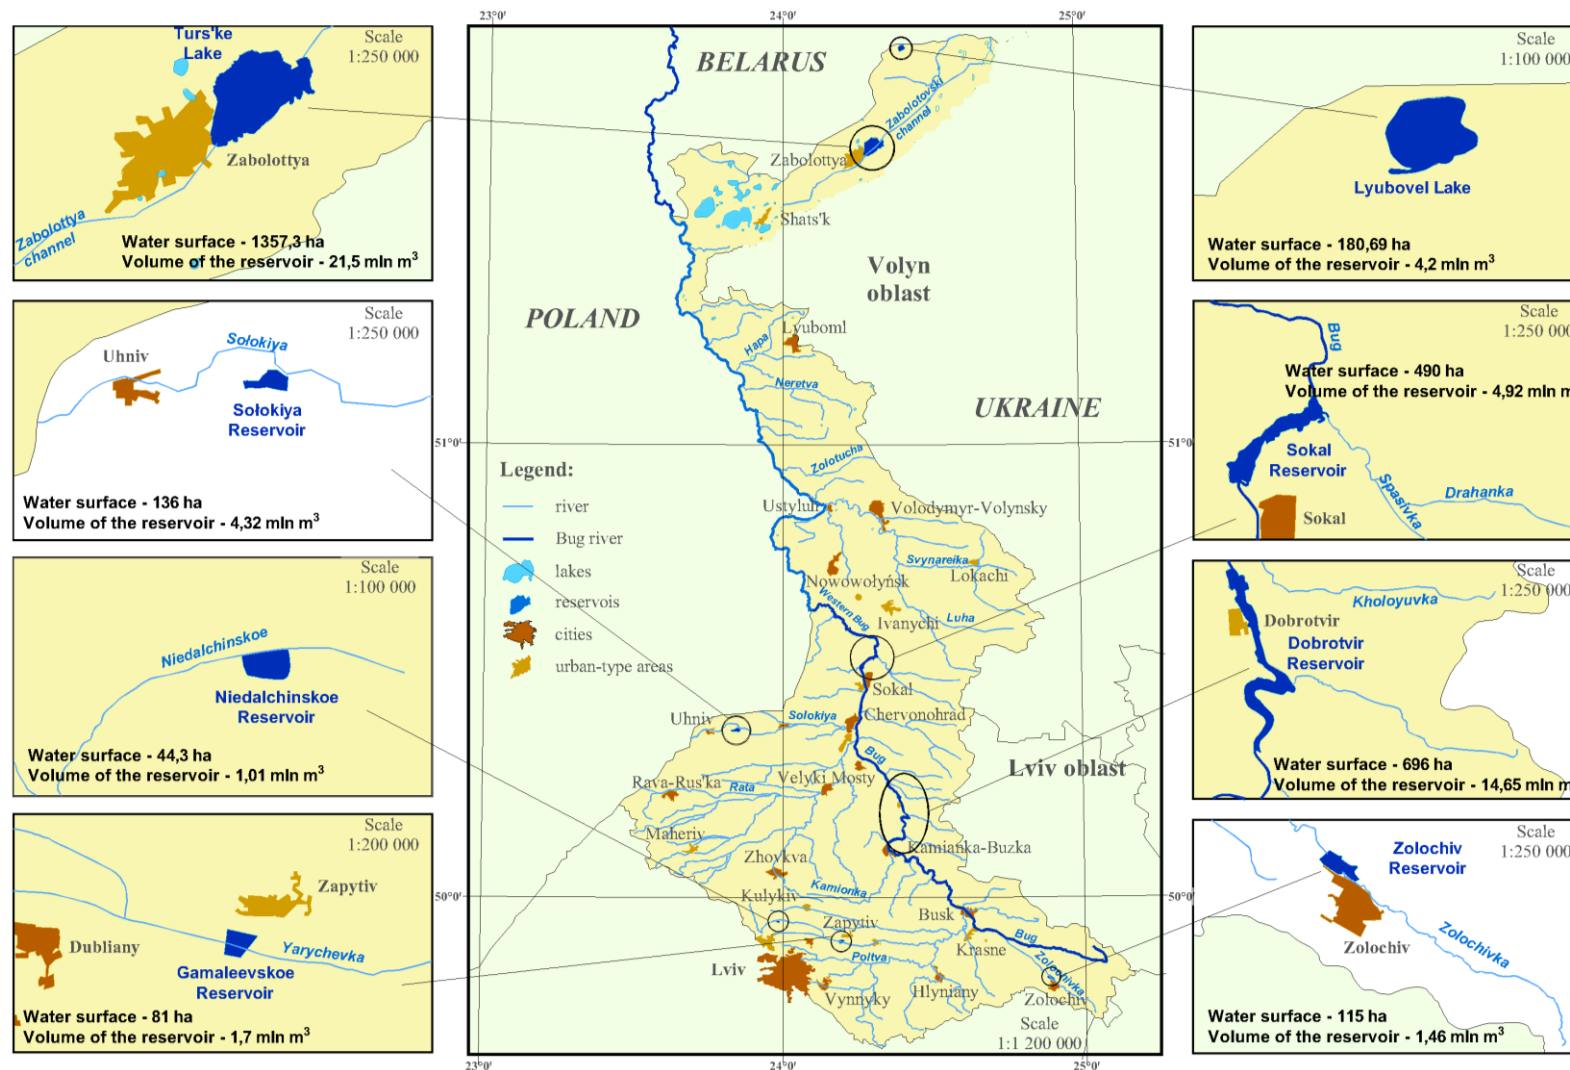 Turs'ke
Lake
Scale
1:250 000
Zabolottya
Zabolottya
channel
Water surface - 1357,3 ha
Volume of the reservoir - 21,5 mln m³
Scale
1:250 000
Uhniv
Sołokiya
Sołokiya
Reservoir
Water surface - 136 ha
Volume of the reservoir - 4,32 mln m³
Scale
1:100 000
Niedalchinskoe
Niedalchinskoe
Reservoir
Water surface - 44,3 ha
Volume of the reservoir - 1,01 mln m³
Scale
1:200 000
Zapytiv
Dubliany
Yarychevka
Gamaleevskoe
Reservoir
Water surface - 81 ha
Volume of the reservoir - 1,7 mln m³
23°0'
24°0'
25°0'
BELARUS
Zabolotovski
channel
Zabolottya
Shats'k
Volyn
oblast
POLAND
Lyuboml
Hapa
Neretva
UKRAINE
51°0'
51°0'
Zolotucha
Legend:
river
Bug river
lakes
reservois
cities
urban-type areas
Ustyluh
Volodymyr-Volynsky
Svynareika
Lokachi
Nowowołyńsk
Western Bug
Ivanychi
Luha
Sokal
Uhniv
Solokiya
Chervonohrad
Bug
Lviv oblast
Velyki Mosty
Rava-Rus'ka
Rata
Maheriv
Kamianka-Buzka
Zhovkva
Kamionka
Kulykiv
50°0'
50°0'
Busk
Zapytiv
Krasne
Bug
Lviv
Poltva
Zolochivka
Vynnyky
Hlyniany
Zolochiv
Scale
1:1 200 000
23°0'
24°0'
25°0'
Scale
1:100 000
Lyubovel Lake
Water surface - 180,69 ha
Volume of the reservoir - 4,2 mln m³
Scale
1:250 000
Bug
Water surface - 490 ha
Volume of the reservoir - 4,92 mln m
Sokal
Reservoir
Spasivka
Drahanka
Sokal
Scale
1:250 000
Kholoyuvka
Dobrotvir
Dobrotvir
Reservoir
Water surface - 696 ha
Volume of the reservoir - 14,65 mln m
Scale
1:250 000
Zolochiv
Reservoir
Zolochiv
Zolochivka
Water surface - 115 ha
Volume of the reservoir - 1,46 mln m³